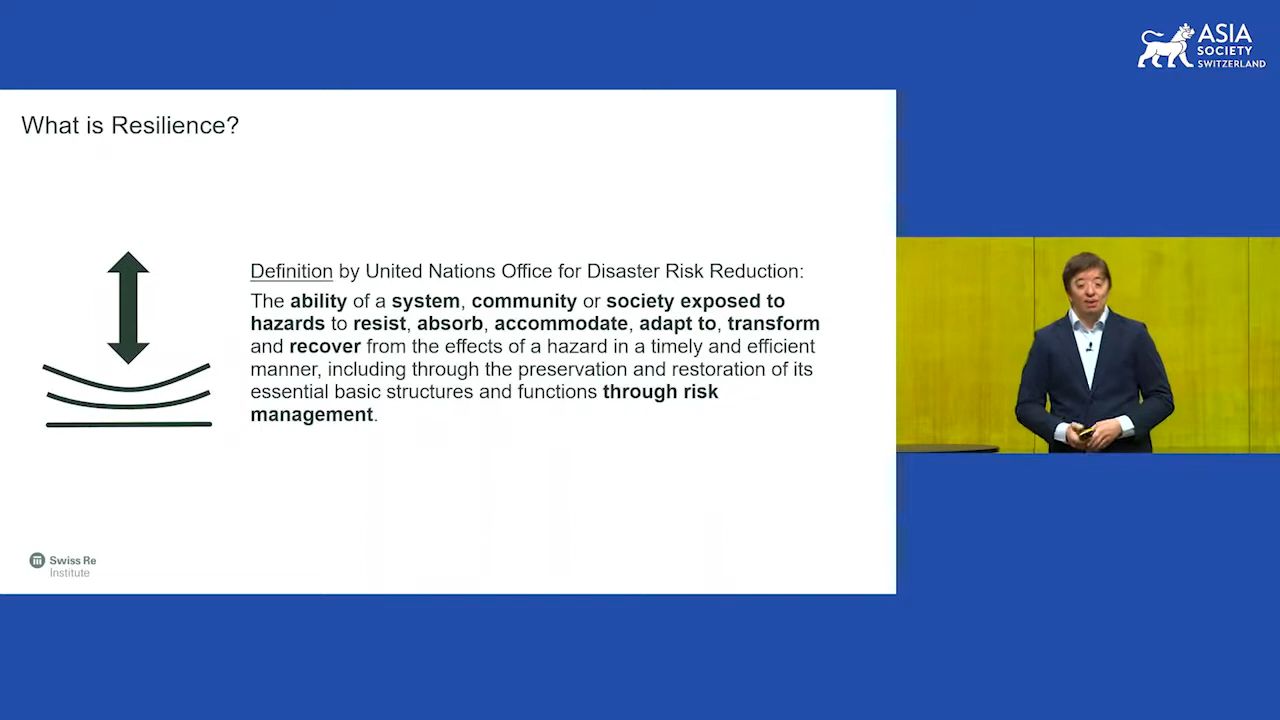 ASIA
SOCIETY
SWITZERLAND
What is Resilience?
Definition by United Nations Office for Disaster Risk Reduction:
The ability of a system, community or society exposed to
hazards to resist, absorb, accommodate, adapt to, transform
and recover from the effects of a hazard in a timely and efficient
manner, including through the preservation and restoration of its
essential basic structures and functions through risk
management.
Swiss Re
Institute